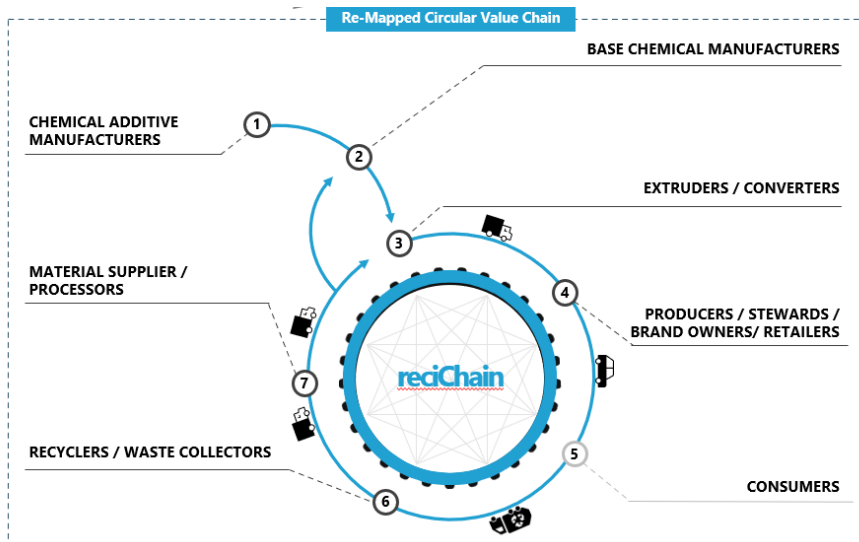 Re-Mapped Circular Value Chain
BASE CHEMICAL MANUFACTURERS
CHEMICAL ADDITIVE
MANUFACTURERS
1
2
EXTRUDERS / CONVERTERS
3
MATERIAL SUPPLIER /
PROCESSORS
4
PRODUCERS / STEWARDS /
BRAND OWNERS/ RETAILERS
reciChain
7
RECYCLERS / WASTE COLLECTORS
5
CONSUMERS
6